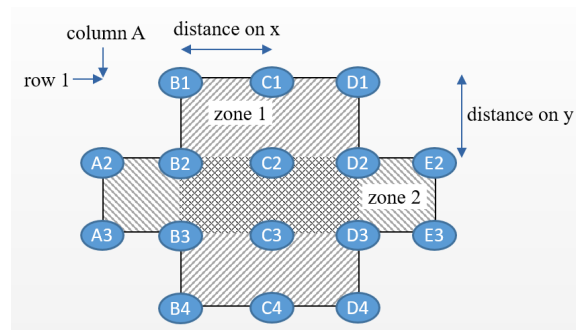 column A
distance on x
row 1
B1
C1
D1
zone 1
distance on y
A2
B2
C2
D2
E2
zone 2
A3
B3
C3
D3
E3
B4
C4
D4